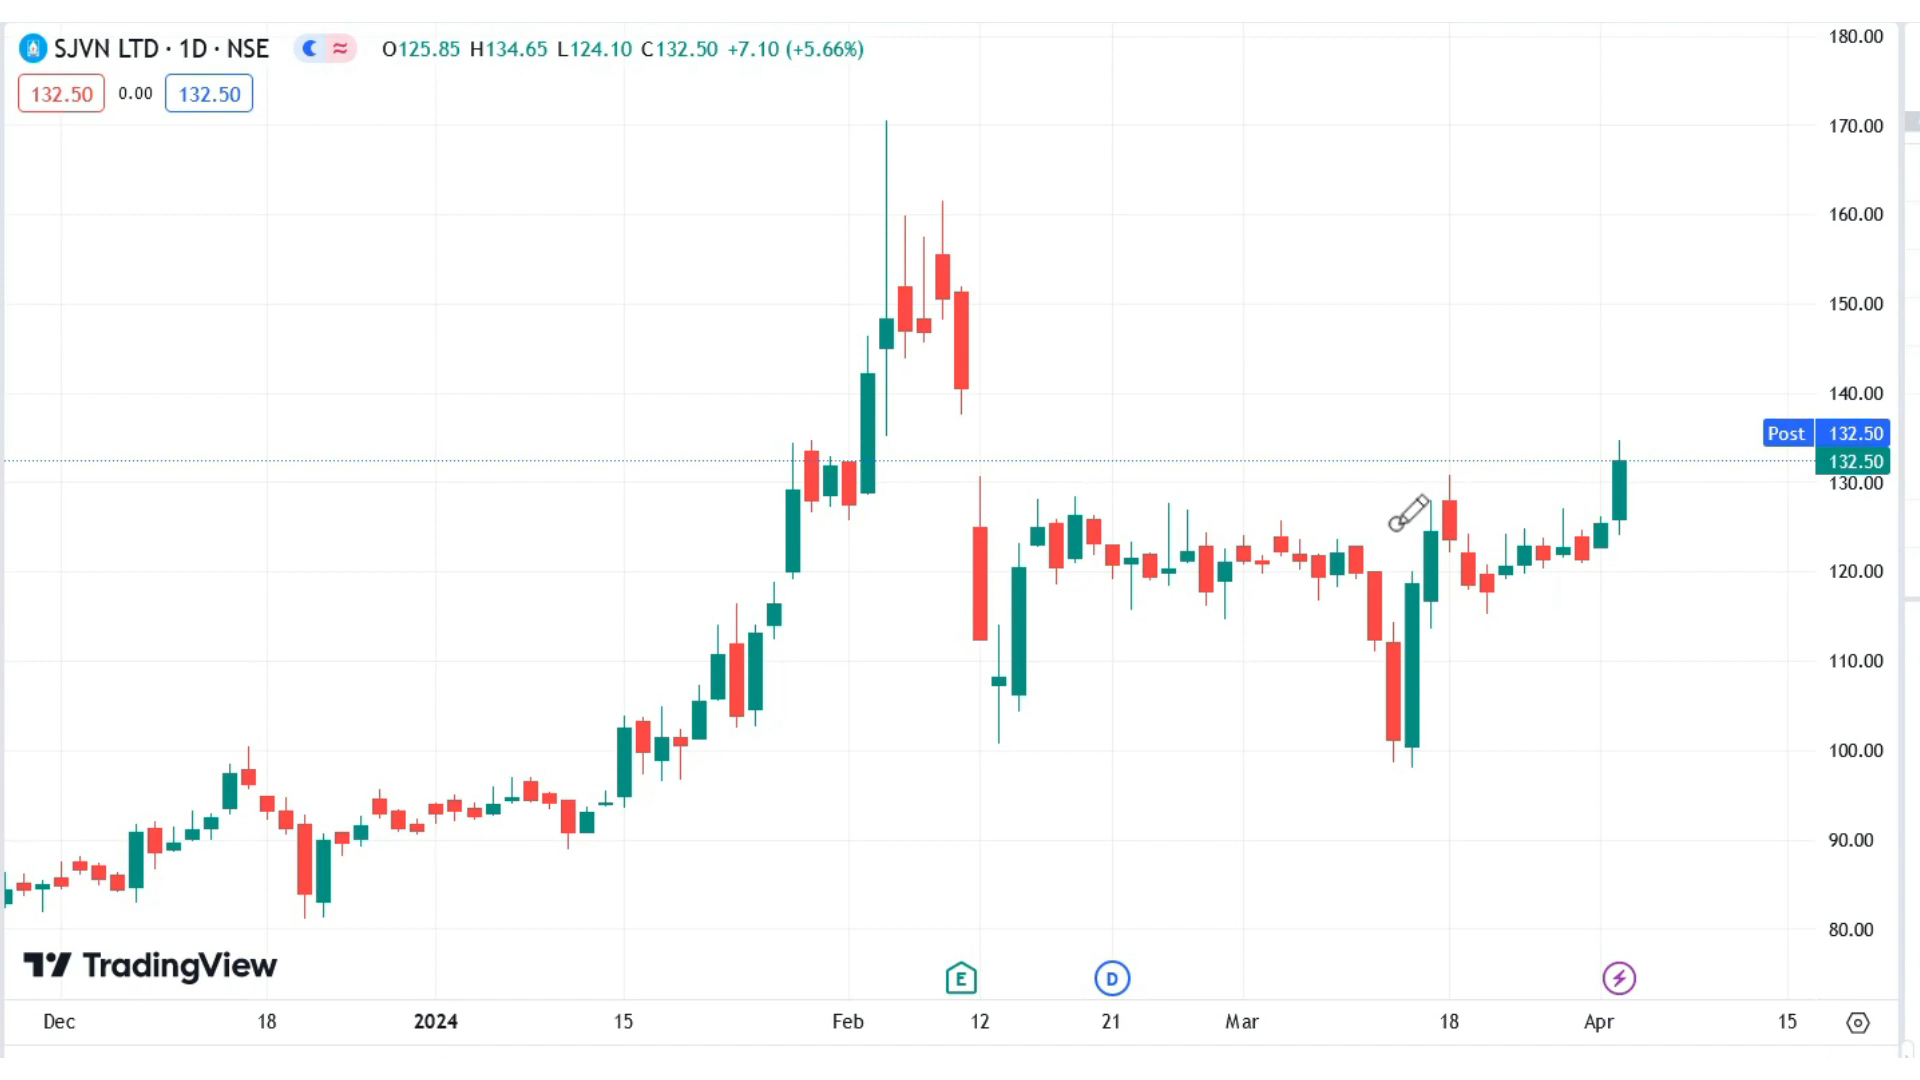 SJVN LTD · 1D · NSE ≈ O125.85 H134.65 L124.10 C132.50 +7.10 (+5.66%)
132.50 0.00 132.50
180.00
170.00
160.00
150.00
140.00
Post 132.50
132.50
130.00
120.00
110.00
100.00
90.00
80.00
TradingView
E D
Dec 18 2024 15 Feb 12 21 Mar 18 Apr 15